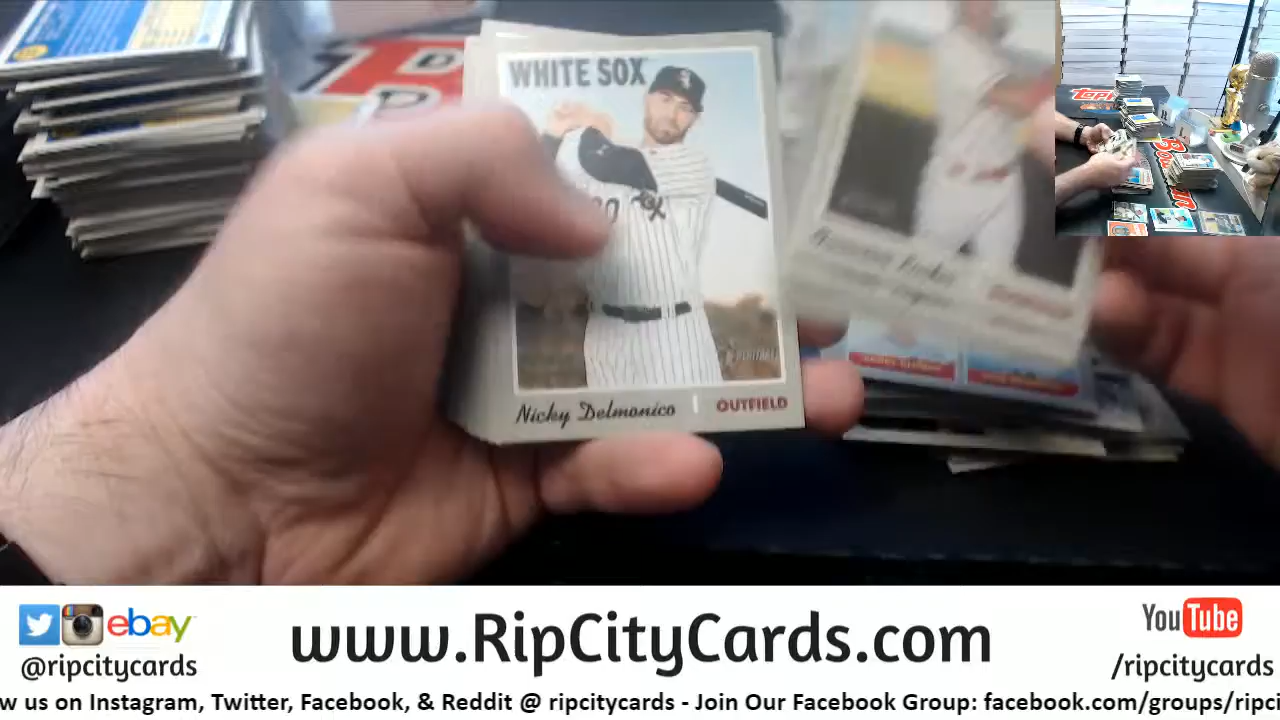 WHITE SOX
Nicky Delmonico
OUTFIELD
ebay
@ripcitycards
www.RipCityCards.com
YouTube
/ripcitycards
w us on Instagram, Twitter, Facebook, & Reddit @ ripcitycards - Join Our Facebook Group: facebook.com/groups/ripci